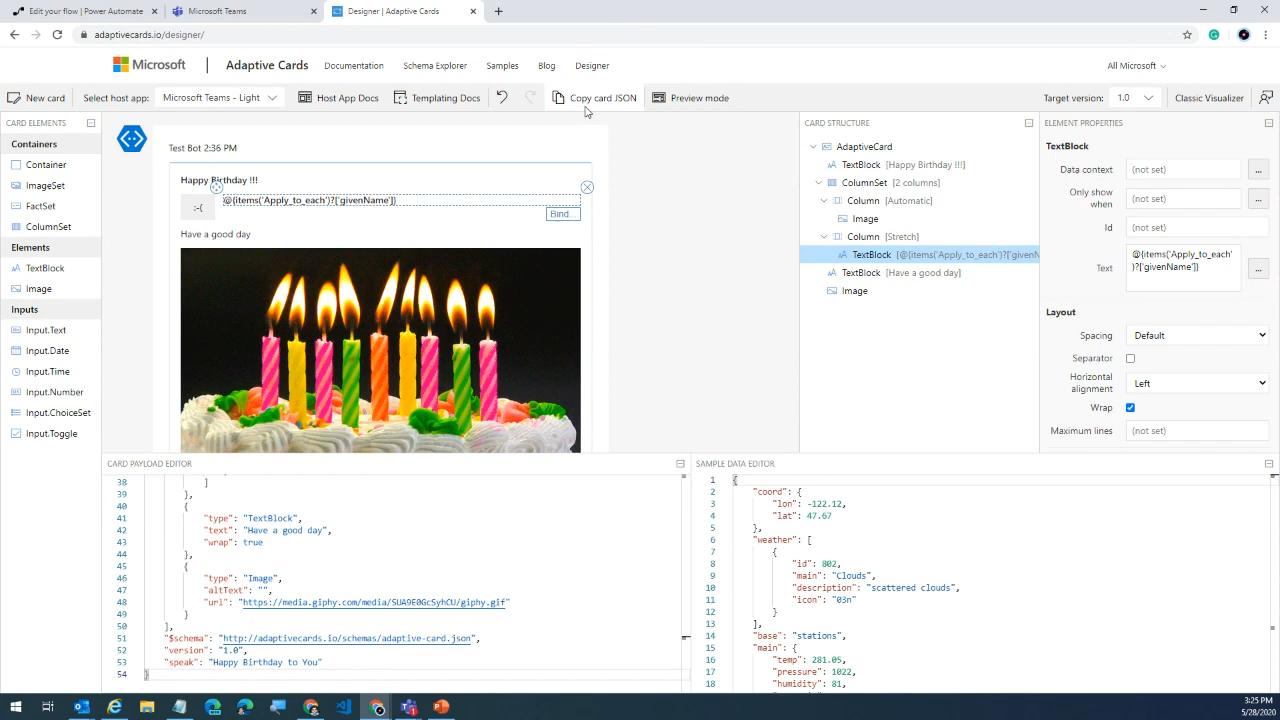 Edit your flow | Power Automate
Microsoft Teams
Designer | Adaptive Cards
adaptivecards.io/designer/
Microsoft
Adaptive Cards
Documentation
Schema Explorer
Samples
Blog
Designer
All Microsoft
New card
Select host app:
Microsoft Teams - Light
Host App Docs
Templating Docs
Copy card JSON
Preview mode
Target version:
1.0
Classic Visualizer
CARD ELEMENTS
Containers
Container
ImageSet
FactSet
ColumnSet
Elements
TextBlock
Image
Inputs
Input.Text
Input.Date
Input.Time
Input.Number
Input.ChoiceSet
Input.Toggle
Test Bot 2:36 PM
Happy Birthday !!!
:-(
@{items('Apply_to_each')?['givenName']}
Bind...
Have a good day
CARD STRUCTURE
AdaptiveCard
TextBlock [Happy Birthday !!!]
ColumnSet [2 columns]
Column [Automatic]
Image
Column [Stretch]
TextBlock [@{items('Apply_to_each')?['givenN
TextBlock [Have a good day]
Image
ELEMENT PROPERTIES
TextBlock
Data context
(not set)
...
Only show
when
(not set)
...
Id
(not set)
Text
@{items('Apply_to_each'
)?['givenName']}
...
Layout
Spacing
Default
Separator
Horizontal
alignment
Left
Wrap
Maximum lines
(not set)
CARD PAYLOAD EDITOR
38 ]
39 },
40 {
41 "type": "TextBlock",
42 "text": "Have a good day",
43 "wrap": true
44 },
45 {
46 "type": "Image",
47 "altText": "",
48 "url": "https://media.giphy.com/media/SUA9E0GcSyhCU/giphy.gif"
49 }
50 ],
51 "$schema": "http://adaptivecards.io/schemas/adaptive-card.json",
52 "version": "1.0",
53 "speak": "Happy Birthday to You"
54 }
SAMPLE DATA EDITOR
1 {
2 "coord": {
3 "lon": -122.12,
4 "lat": 47.67
5 },
6 "weather": [
7 {
8 "id": 802,
9 "main": "Clouds",
10 "description": "scattered clouds",
11 "icon": "03n"
12 }
13 ],
14 "base": "stations",
15 "main": {
16 "temp": 281.05,
17 "pressure": 1022,
18 "humidity": 81,
3:25 PM
5/28/2020